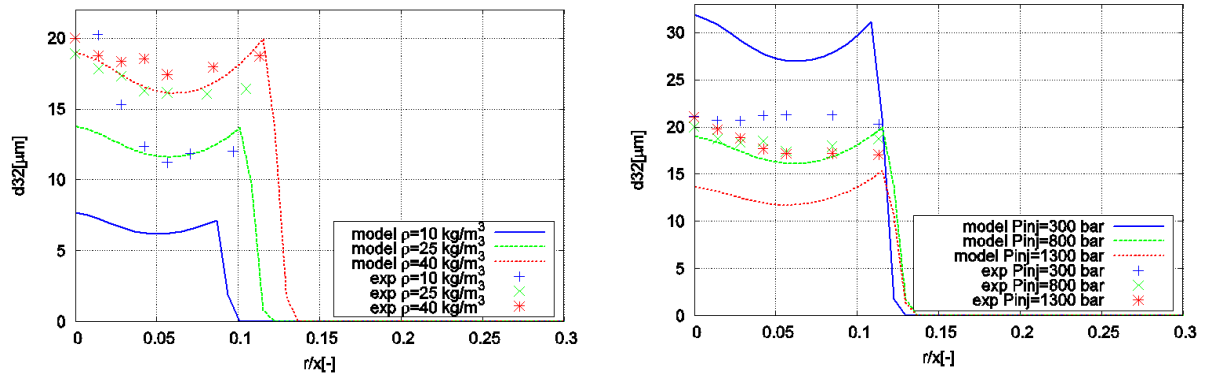 20
15
10
5
0
d32[μm]
0 0.05 0.1 0.15 0.2 0.25 0.3
r/x[-]
model ρ=10 kg/m³
model ρ=25 kg/m³
model ρ=40 kg/m³
exp ρ=10 kg/m³
exp ρ=25 kg/m³
exp ρ=40 kg/m³
30
25
20
15
10
5
0
d32[μm]
0 0.05 0.1 0.15 0.2 0.25 0.3
r/x[-]
model Pinj=300 bar
model Pinj=800 bar
model Pinj=1300 bar
exp Pinj=300 bar
exp Pinj=800 bar
exp Pinj=1300 bar